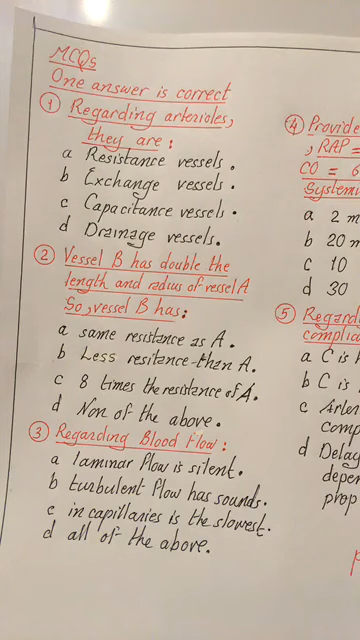 MCQs
One answer is correct
1 Regarding arterioles,
they are :
a Resistance vessels.
b Exchange vessels.
c Capacitance vessels.
d Drainage vessels.
2 Vessel B has double the
length and radius of vessel A
So, vessel B has:
a same resistance as A.
b Less resitance than A.
c 8 times the resistance of A.
d Non of the above.
3 Regarding Blood Flow :
a laminar flow is silent.
b turbulent flow has sounds.
c in capillaries is the slowest.
d all of the above.
4 Provide
, RAP =
CO = 6
System
a 2 m
b 20 m
c 10
d 30
5 Regard
complia
a C is
b C is
c Arter
comp
d Delay
depen
prop